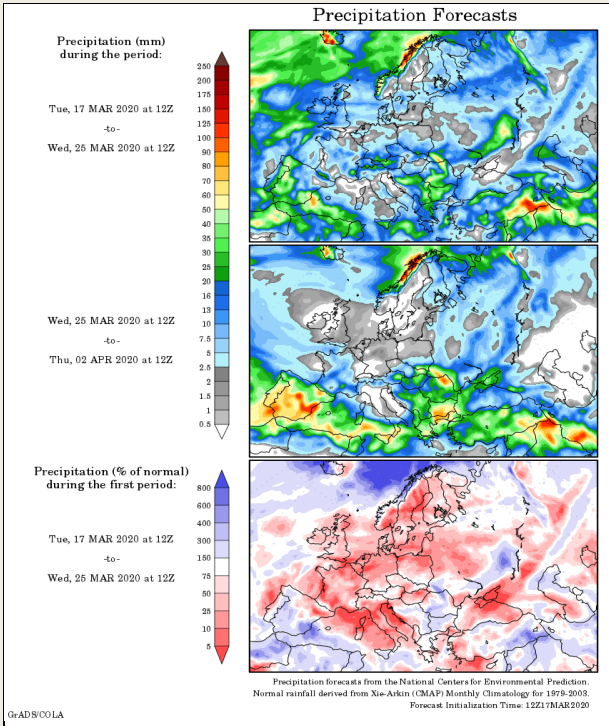 Precipitation Forecasts
Precipitation (mm)
during the period:
Tue, 17 MAR 2020 at 12Z
-to-
Wed, 25 MAR 2020 at 12Z
250
200
175
150
125
100
90
80
70
60
50
40
35
30
25
20
16
13
10
7.5
5
2.5
2
1.5
1
0.5
Wed, 25 MAR 2020 at 12Z
-to-
Thu, 02 APR 2020 at 12Z
Precipitation (% of normal)
during the first period:
Tue, 17 MAR 2020 at 12Z
-to-
Wed, 25 MAR 2020 at 12Z
800
600
400
300
150
75
50
25
10
5
Precipitation forecasts from the National Centers for Environmental Prediction.
Normal rainfall derived from Xie-Arkin (CMAP) Monthly Climatology for 1979-2003.
Forecast Initialization Time: 12Z17MAR2020
GrADS/COLA